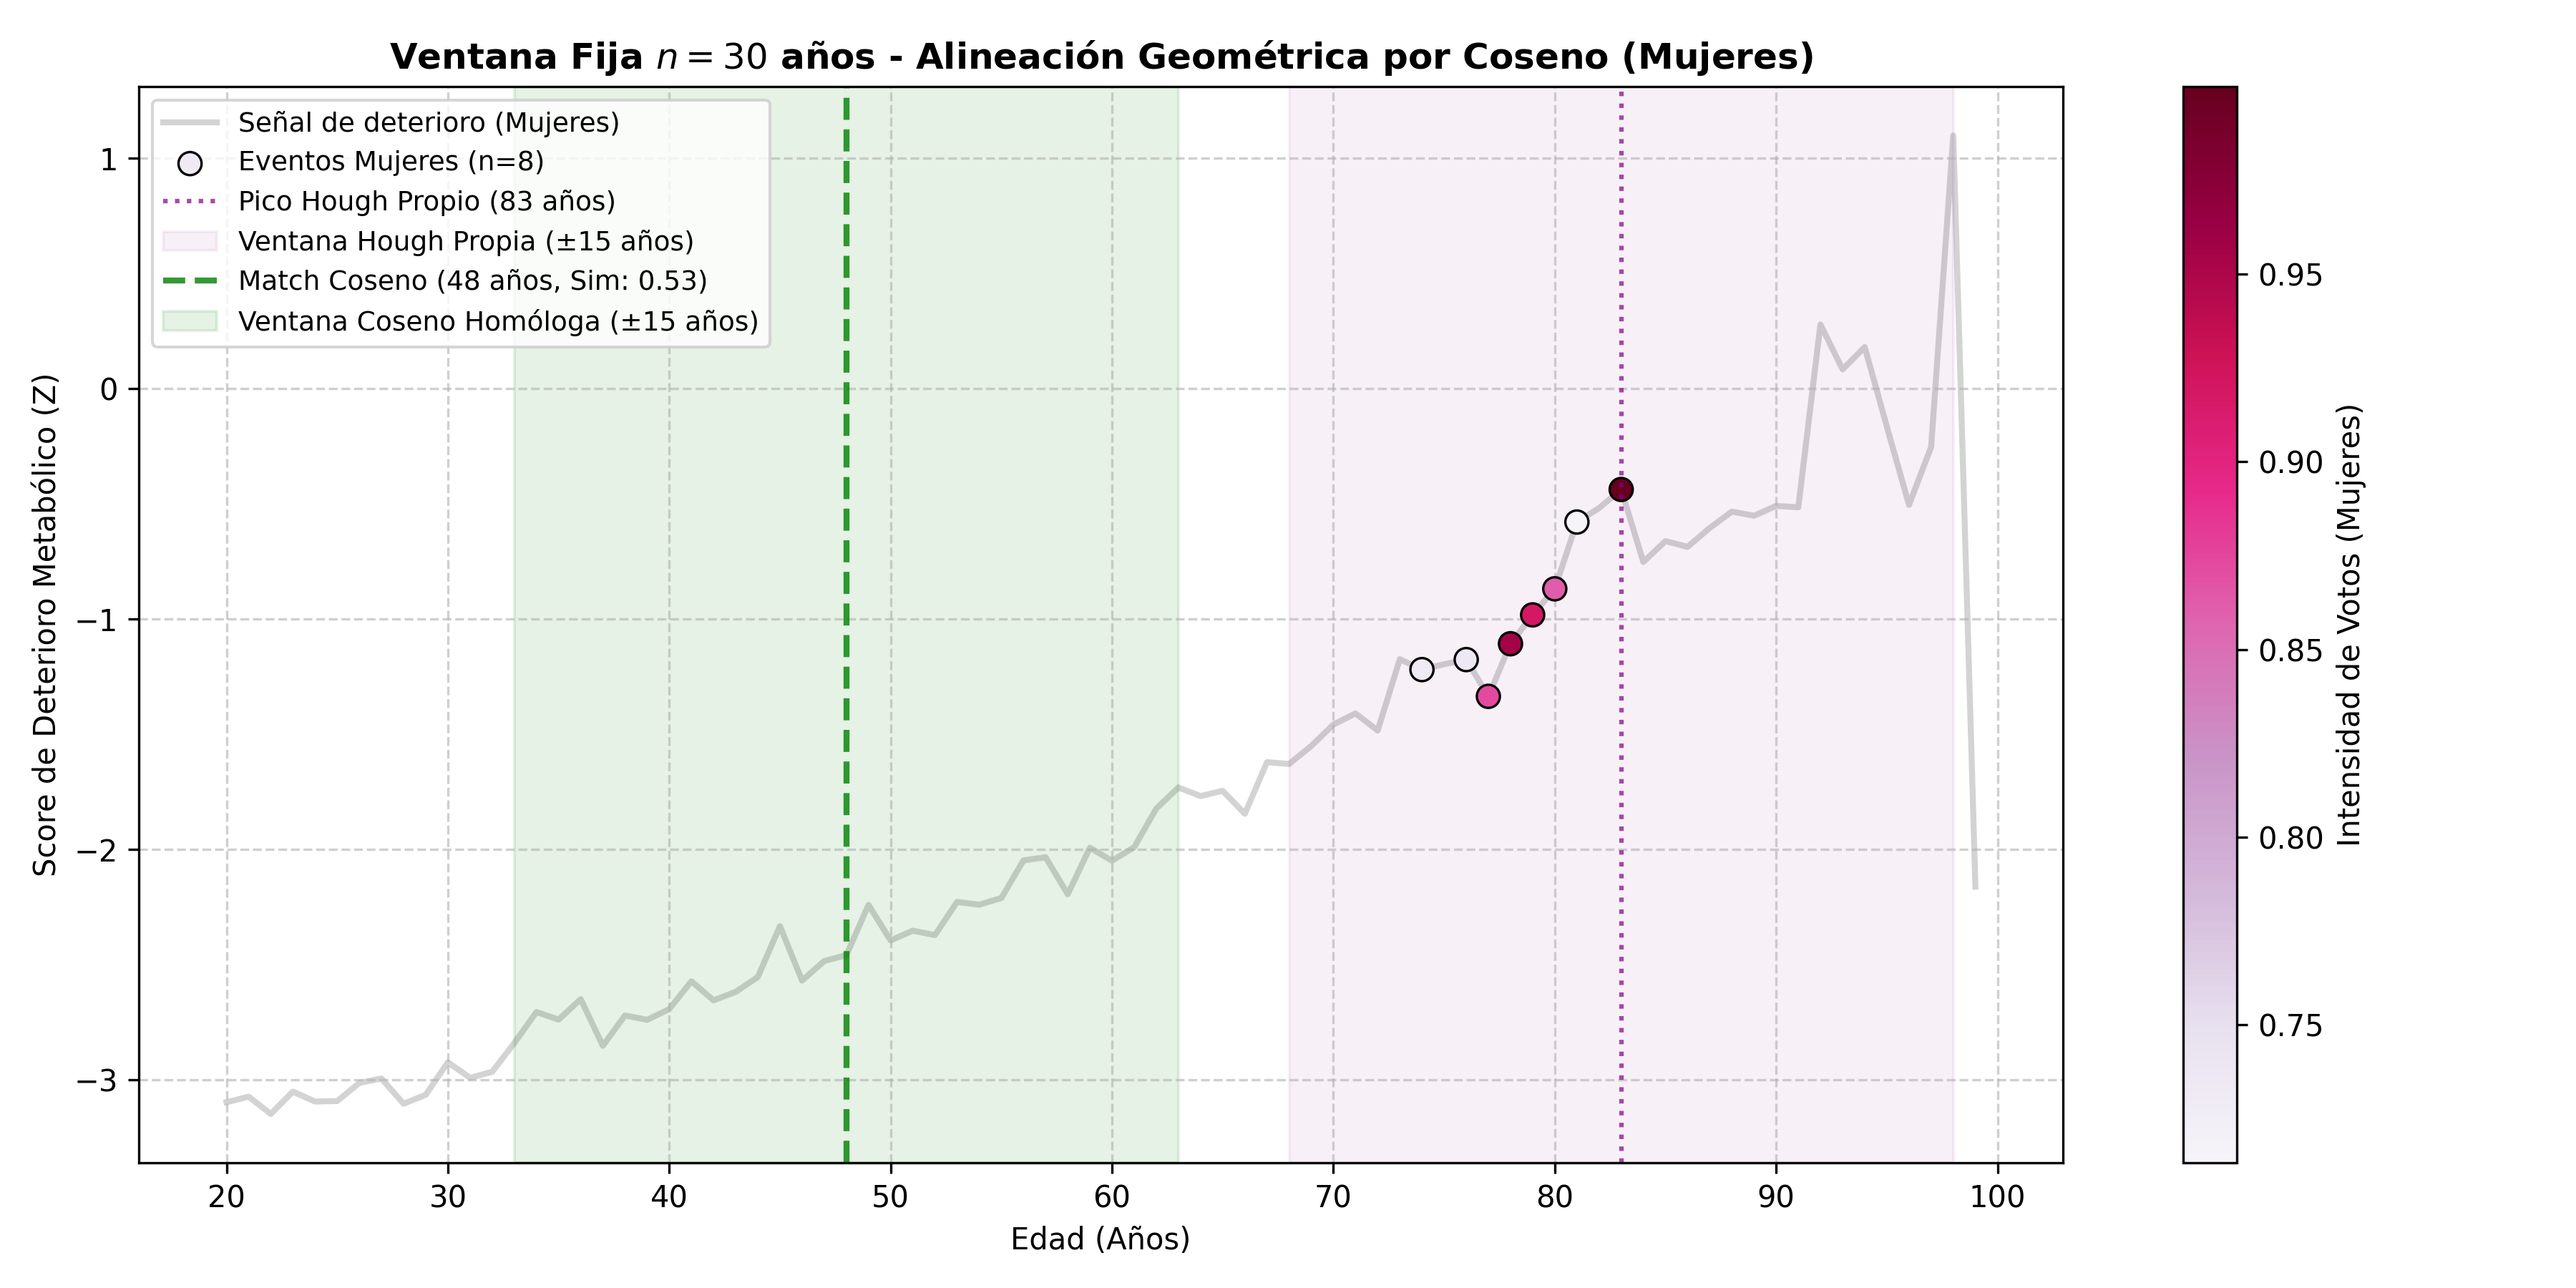 Ventana Fija n = 30 años - Alineación Geométrica por Coseno (Mujeres)
Señal de deterioro (Mujeres)
Eventos Mujeres (n=8)
Pico Hough Propio (83 años)
Ventana Hough Propia (±15 años)
Match Coseno (48 años, Sim: 0.53)
Ventana Coseno Homóloga (±15 años)
Score de Deterioro Metabólico (Z)
1
0
−1
−2
−3
20 30 40 50 60 70 80 90 100
Edad (Años)
0.95
0.90
0.85
0.80
0.75
Intensidad de Votos (Mujeres)